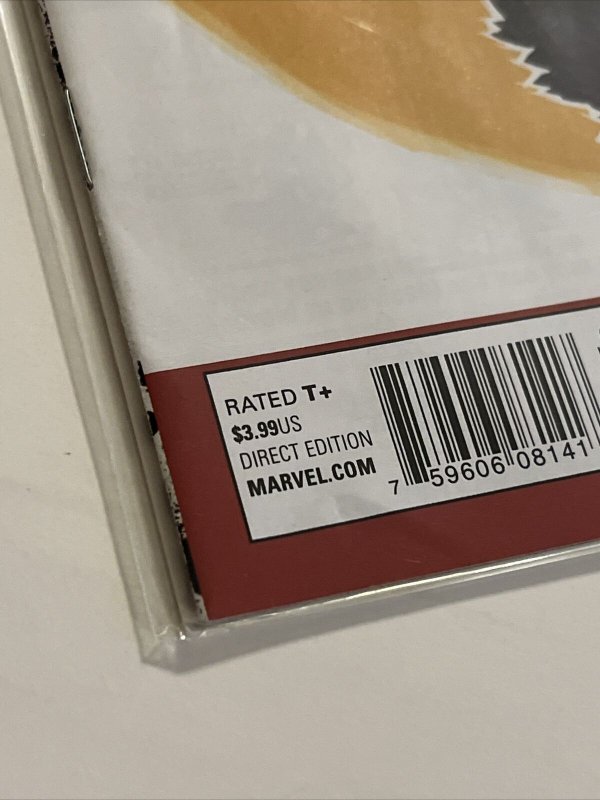 RATED T+
$3.99US
DIRECT EDITION
MARVEL.COM
7 59606 08141